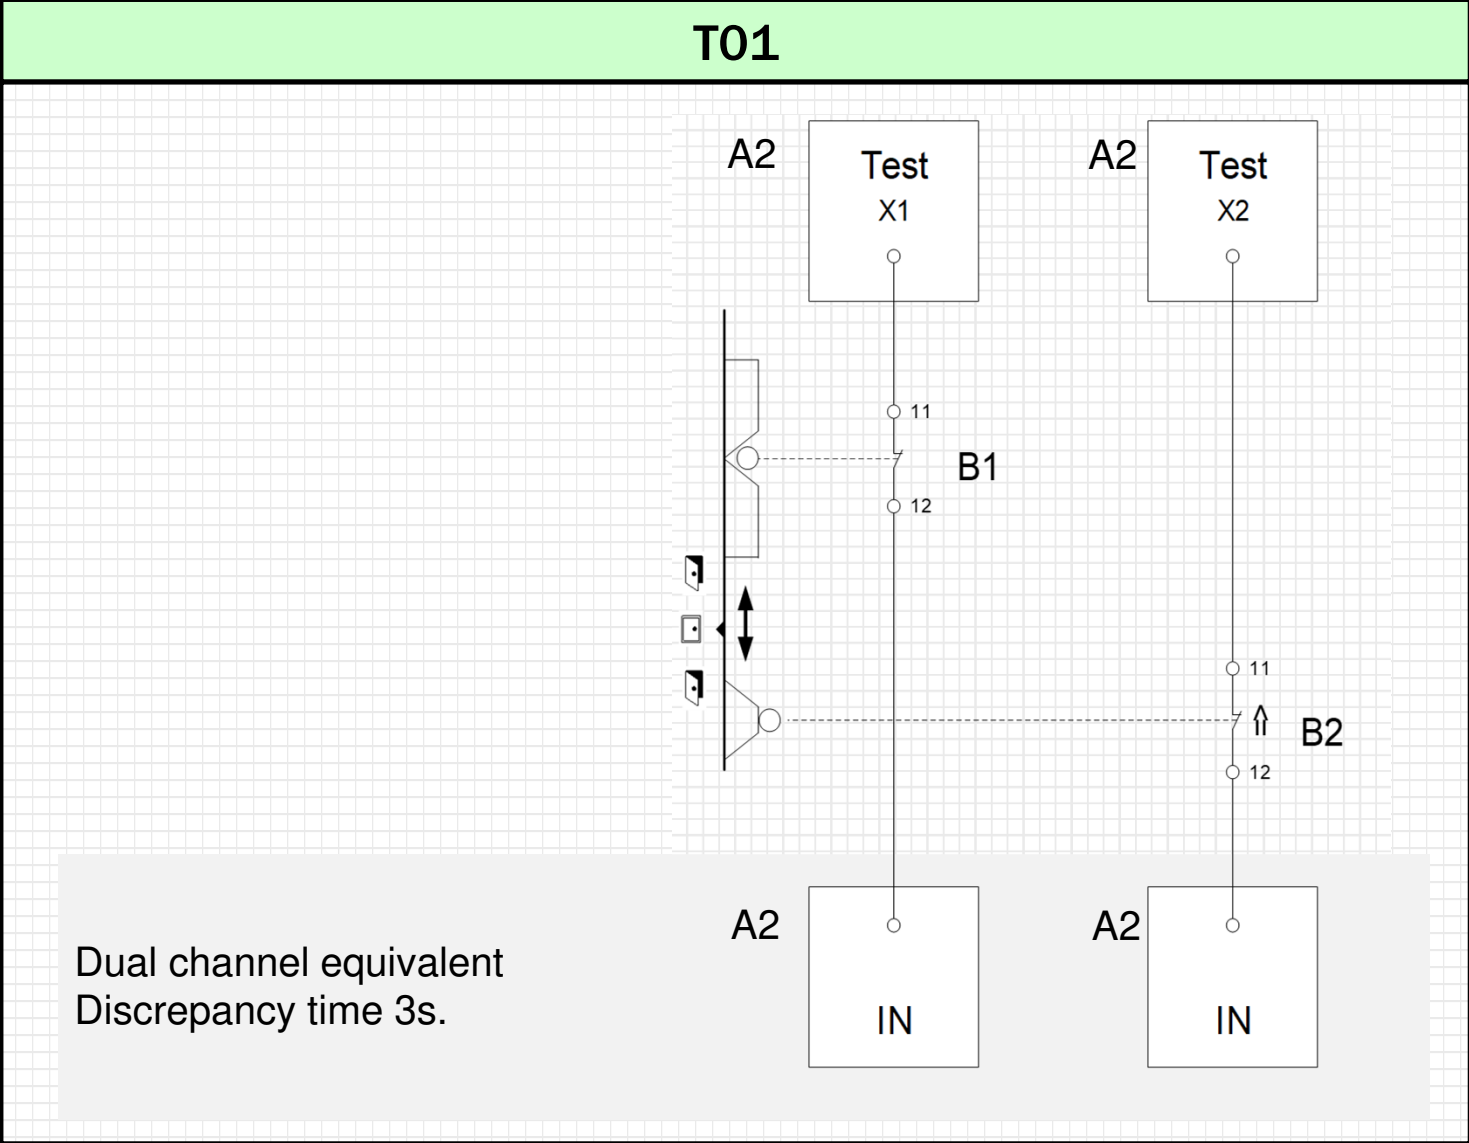 T01
A2
Test
X1
A2
Test
X2
11
B1
12
11
B2
12
Dual channel equivalent
Discrepancy time 3s.
A2
IN
A2
IN